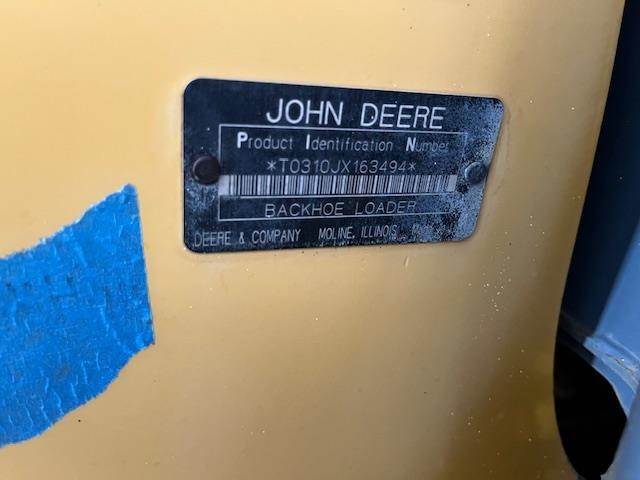 JOHN DEERE
Product Identification Number
*T0310JX163494*
BACKHOE LOADER
DEERE & COMPANY MOLINE, ILLINOIS